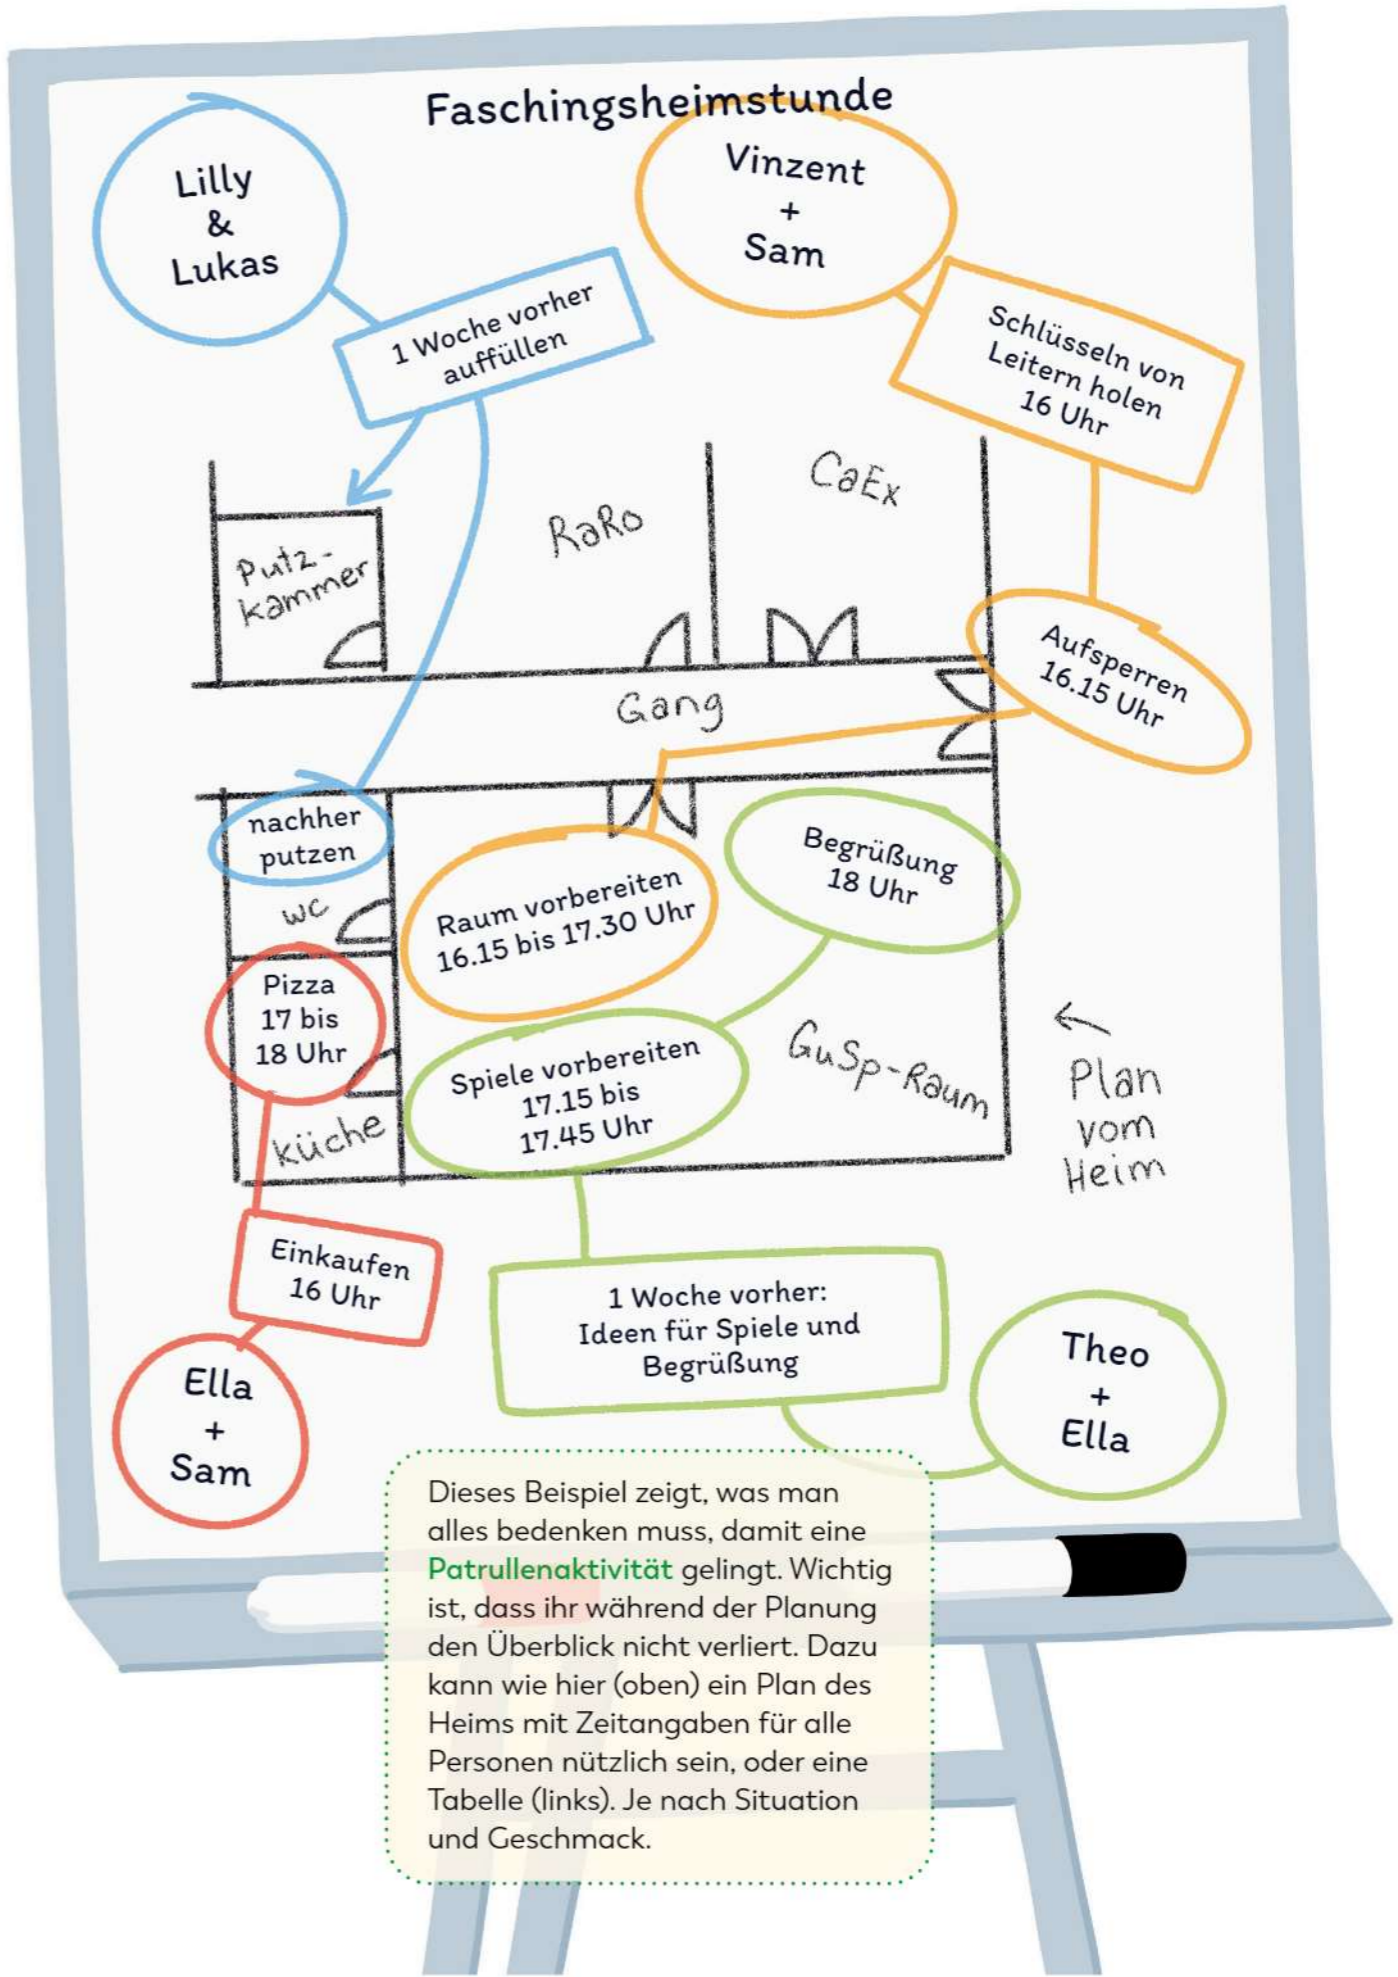 Faschingsheimstunde
Lilly
&
Lukas
Vinzent
+
Sam
1 Woche vorher
auffüllen
Schlüsseln von
Leitern holen
16 Uhr
CaEx
RaRo
Putz-
kammer
Aufsperren
16.15 Uhr
Gang
nachher
putzen
Begrüßung
18 Uhr
WC
Raum vorbereiten
16.15 bis 17.30 Uhr
Pizza
17 bis
18 Uhr
Spiele vorbereiten
17.15 bis
17.45 Uhr
GuSp-Raum
Plan
vom
Heim
küche
Einkaufen
16 Uhr
1 Woche vorher:
Ideen für Spiele und
Begrüßung
Theo
+
Ella
Ella
+
Sam
Dieses Beispiel zeigt, was man
alles bedenken muss, damit eine
Patrullenaktivität gelingt. Wichtig
ist, dass ihr während der Planung
den Überblick nicht verliert. Dazu
kann wie hier (oben) ein Plan des
Heims mit Zeitangaben für alle
Personen nützlich sein, oder eine
Tabelle (links). Je nach Situation
und Geschmack.